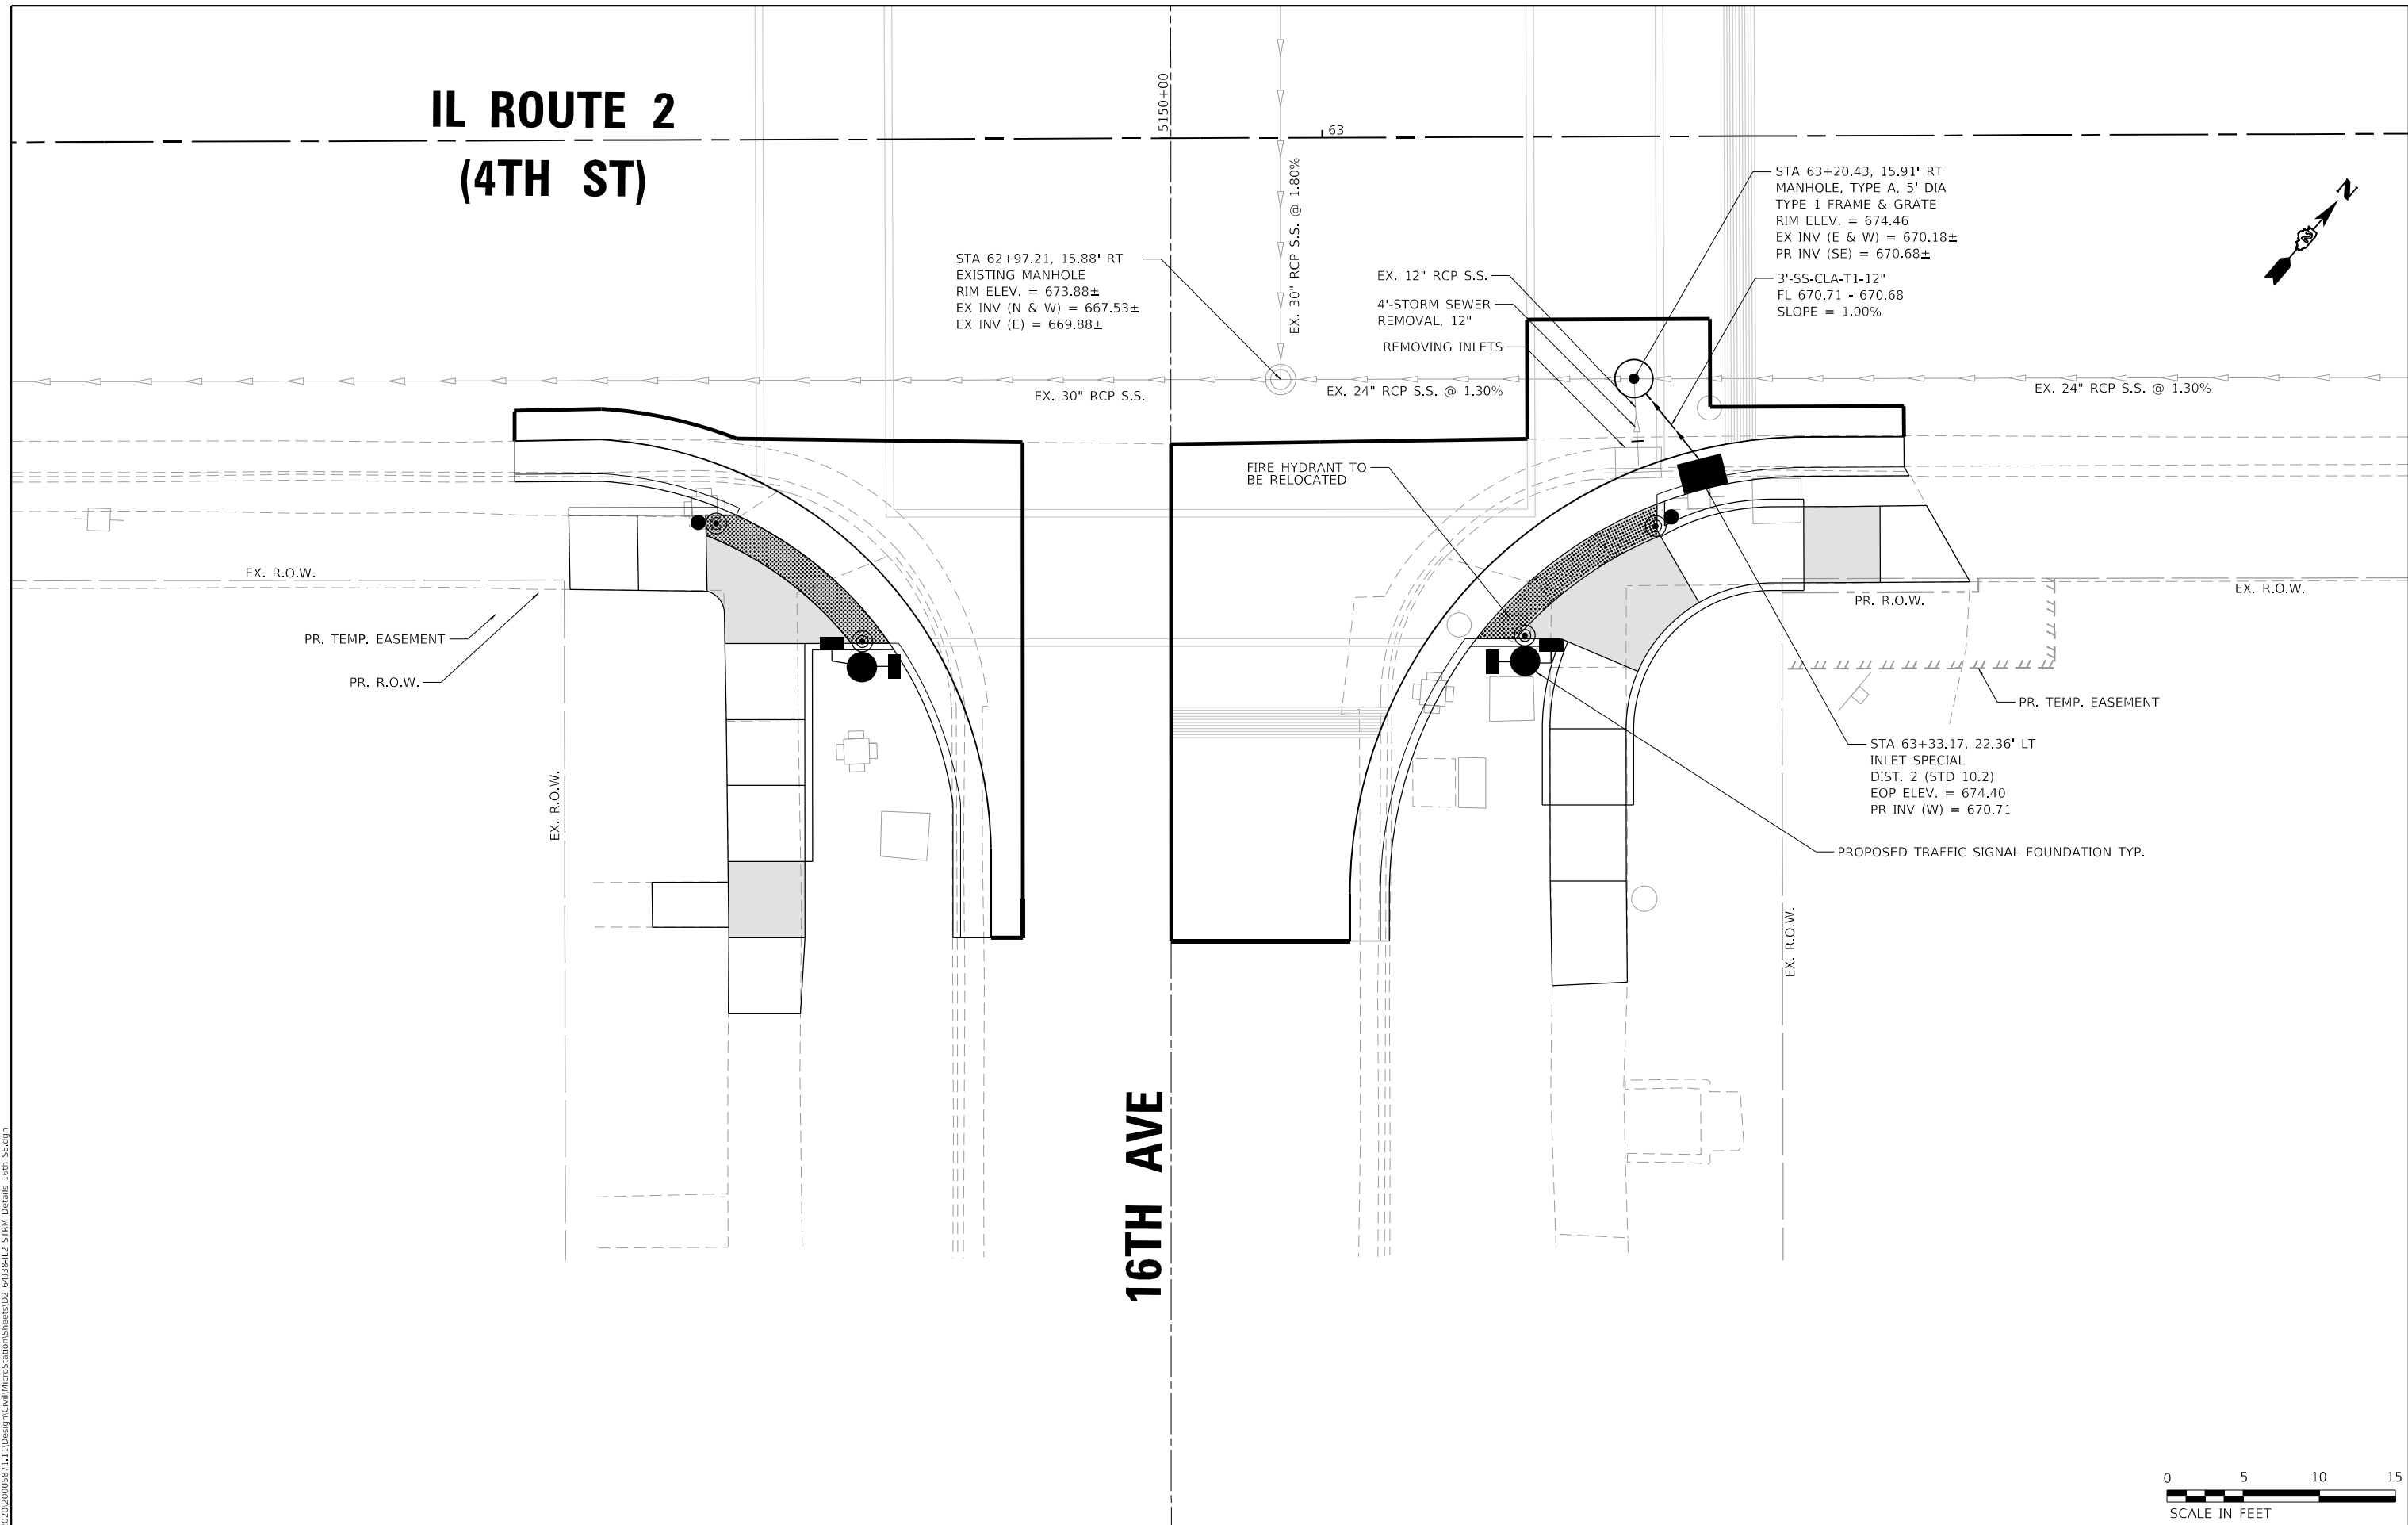 IL ROUTE 2
(4TH ST)
5150+00
63
EX. 30" RCP S.S. @ 1.80%
STA 63+20.43, 15.91' RT
MANHOLE, TYPE A, 5' DIA
TYPE 1 FRAME & GRATE
RIM ELEV. = 674.46
EX INV (E & W) = 670.18±
PR INV (SE) = 670.68±
N
STA 62+97.21, 15.88' RT
EXISTING MANHOLE
RIM ELEV. = 673.88±
EX INV (N & W) = 667.53±
EX INV (E) = 669.88±
EX. 12" RCP S.S.
4'-STORM SEWER
REMOVAL, 12"
REMOVING INLETS
3'-SS-CLA-T1-12"
FL 670.71 - 670.68
SLOPE = 1.00%
EX. 30" RCP S.S.
EX. 24" RCP S.S. @ 1.30%
EX. 24" RCP S.S. @ 1.30%
FIRE HYDRANT TO
BE RELOCATED
EX. R.O.W.
PR. TEMP. EASEMENT
PR. R.O.W.
PR. R.O.W.
EX. R.O.W.
PR. TEMP. EASEMENT
STA 63+33.17, 22.36' LT
INLET SPECIAL
DIST. 2 (STD 10.2)
EOP ELEV. = 674.40
PR INV (W) = 670.71
EX. R.O.W.
PROPOSED TRAFFIC SIGNAL FOUNDATION TYP.
EX. R.O.W.
16TH AVE
0 5 10 15
SCALE IN FEET